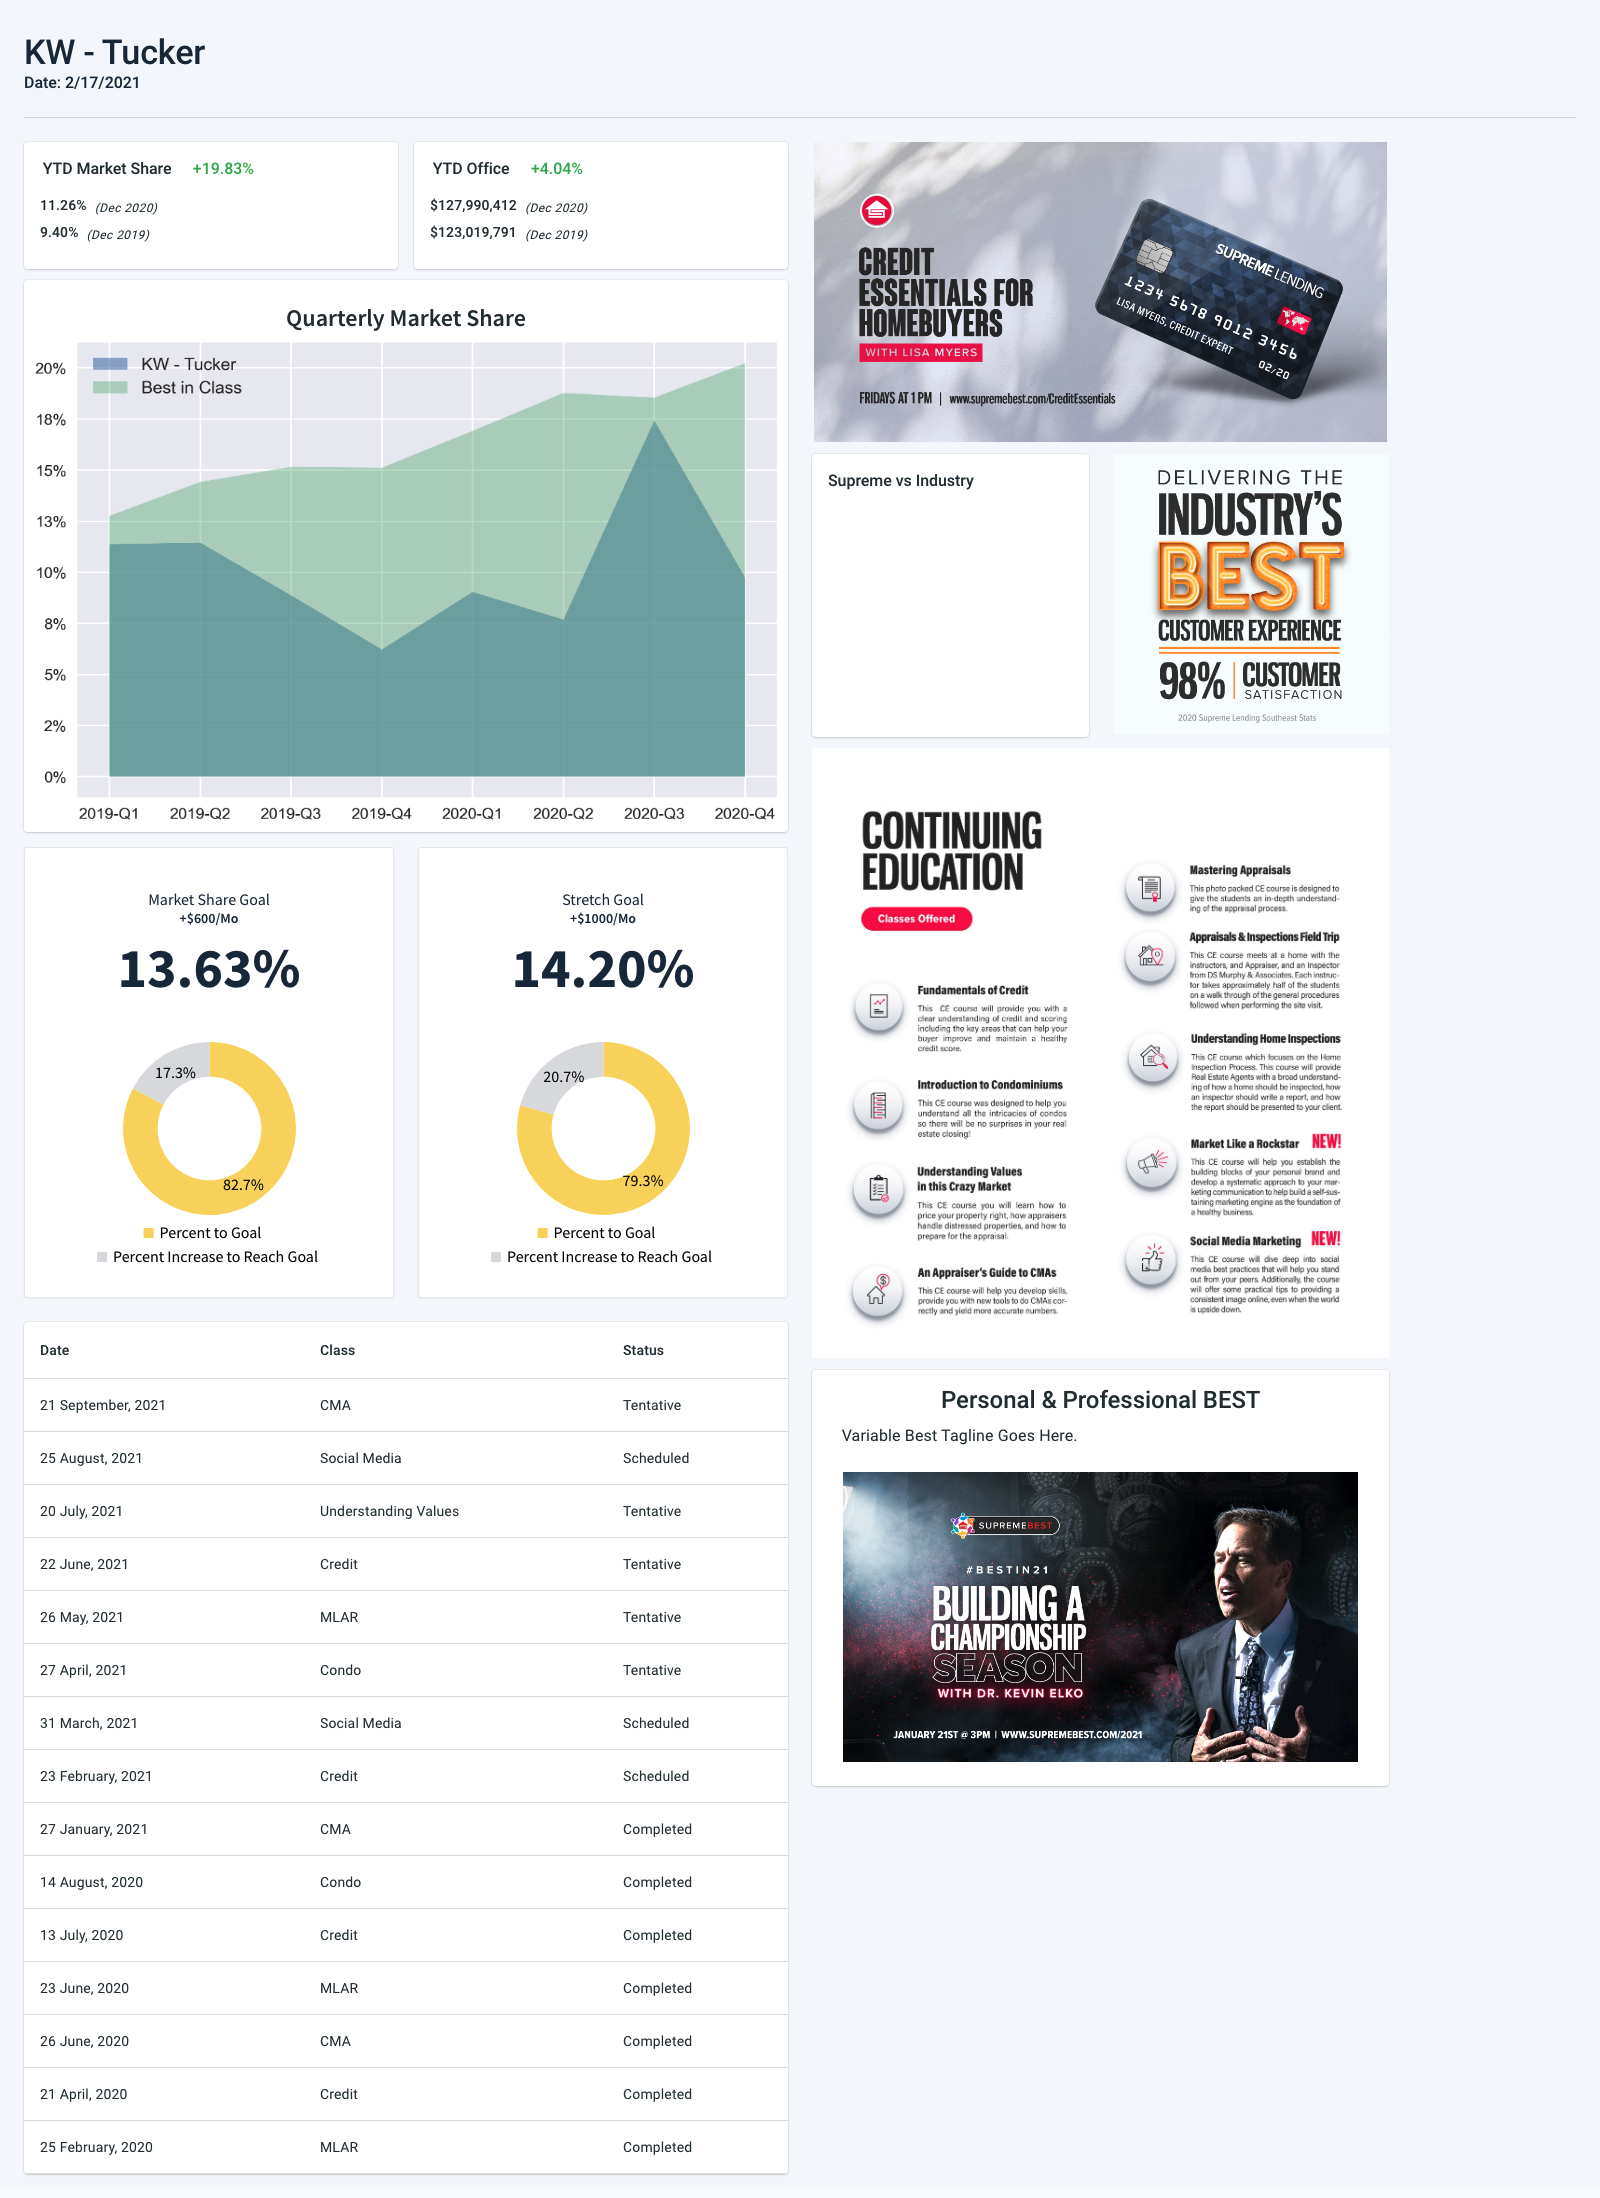 KW - Tucker
Date: 2/17/2021
YTD Market Share +19.83%
11.26% (Dec 2020)
9.40% (Dec 2019)
YTD Office +4.04%
$127,990,412 (Dec 2020)
$123,019,791 (Dec 2019)
Quarterly Market Share
KW - Tucker
Best in Class
20%
18%
15%
13%
10%
8%
5%
2%
0%
2019-Q1 2019-Q2 2019-Q3 2019-Q4 2020-Q1 2020-Q2 2020-Q3 2020-Q4
Market Share Goal
+$600/Mo
13.63%
17.3%
82.7%
Percent to Goal
Percent Increase to Reach Goal
Stretch Goal
+$1000/Mo
14.20%
20.7%
79.3%
Percent to Goal
Percent Increase to Reach Goal
Date Class Status
21 September, 2021 CMA Tentative
25 August, 2021 Social Media Scheduled
20 July, 2021 Understanding Values Tentative
22 June, 2021 Credit Tentative
26 May, 2021 MLAR Tentative
27 April, 2021 Condo Tentative
31 March, 2021 Social Media Scheduled
23 February, 2021 Credit Scheduled
27 January, 2021 CMA Completed
14 August, 2020 Condo Completed
13 July, 2020 Credit Completed
23 June, 2020 MLAR Completed
26 June, 2020 CMA Completed
21 April, 2020 Credit Completed
25 February, 2020 MLAR Completed
CREDIT
ESSENTIALS FOR
HOMEBUYERS
WITH LISA MYERS
FRIDAYS AT 1 PM | www.supremebest.com/CreditEssentials
SUPREME LENDING
1234 5678 9012 3456
LISA MYERS, CREDIT EXPERT
02/20
Supreme vs Industry
DELIVERING THE
INDUSTRY'S
BEST
CUSTOMER EXPERIENCE
98% | CUSTOMER
SATISFACTION
2020 Supreme Lending Southeast Stats
CONTINUING
EDUCATION
Classes Offered
Fundamentals of Credit
This CE course will provide you with a
clear understanding of credit and scoring
including the key areas that can help your
buyer improve and maintain a healthy
credit score.
Introduction to Condominiums
This CE course was designed to help you
understand all the intricacies of condos
so there will be no surprises in your real
estate closing!
Understanding Values
in this Crazy Market
This CE course you will learn how to
price your property right, how appraisers
handle distressed properties, and how to
prepare for the appraisal.
An Appraiser's Guide to CMAs
This CE course will help you develop skills,
provide you with new tools to do CMAs cor-
rectly and yield more accurate numbers.
Mastering Appraisals
This photo packed CE course is designed to
give the students an in-depth understand-
ing of the appraisal process.
Appraisals & Inspections Field Trip
This CE course meets at a home with the
instructors, and Appraiser, and an Inspector
from DS Murphy & Associates. Each instruc-
tor takes approximately half of the students
on a walk through of the general procedures
followed when performing the site visit.
Understanding Home Inspections
This CE course which focuses on the Home
Inspection Process. This course will provide
Real Estate Agents with a broad understand-
ing of how a home should be inspected, how
an inspector should write a report, and how
the report should be presented to your client.
Market Like a Rockstar NEW!
This CE course will help you establish the
building blocks of your personal brand and
develop a systematic approach to your mar-
keting communication to help build a self-sus-
taining marketing engine as the foundation of
a healthy business.
Social Media Marketing NEW!
This CE course will dive deep into social
media best practices that will help you stand
out from your peers. Additionally, the course
will offer some practical tips to providing a
consistent image online, even when the world
is upside down.
Personal & Professional BEST
Variable Best Tagline Goes Here.
SUPREMEBEST
#BESTIN21
BUILDING A
CHAMPIONSHIP
SEASON
WITH DR. KEVIN ELKO
JANUARY 21ST @ 3PM | WWW.SUPREMEBEST.COM/2021